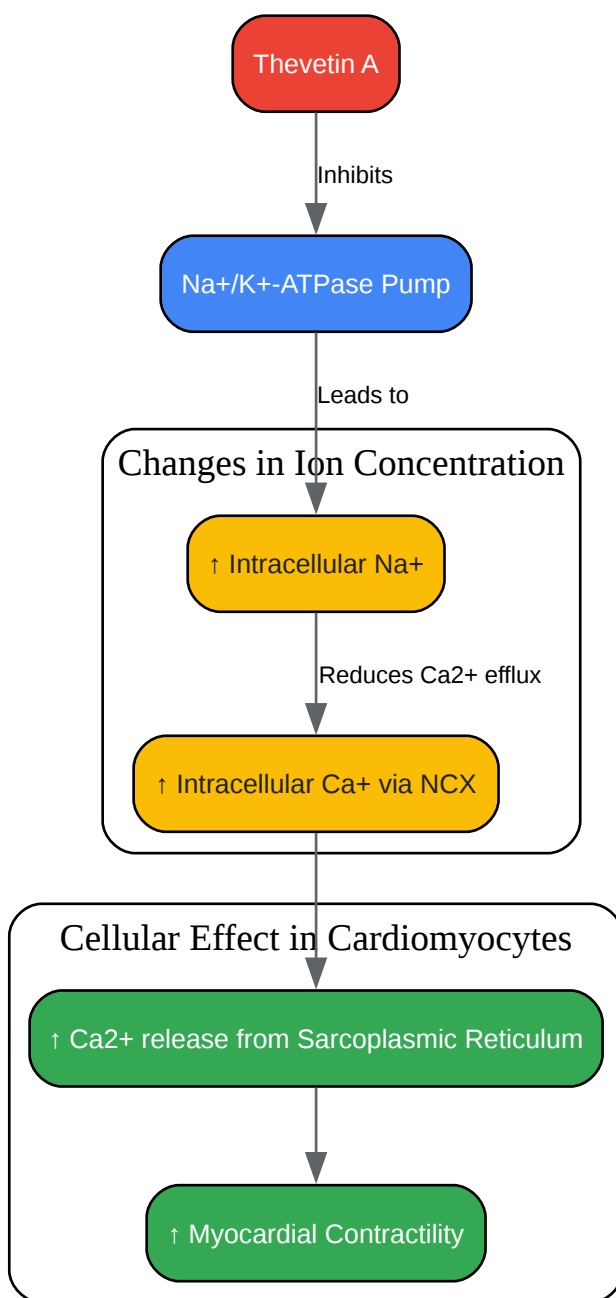 Thevetin A
Inhibits
Na+/K+-ATPase Pump
Leads to
Changes in Ion Concentration
↑ Intracellular Na+
Reduces Ca2+ efflux
↑ Intracellular Ca+ via NCX
Cellular Effect in Cardiomyocytes
↑ Ca2+ release from Sarcoplasmic Reticulum
↑ Myocardial Contractility